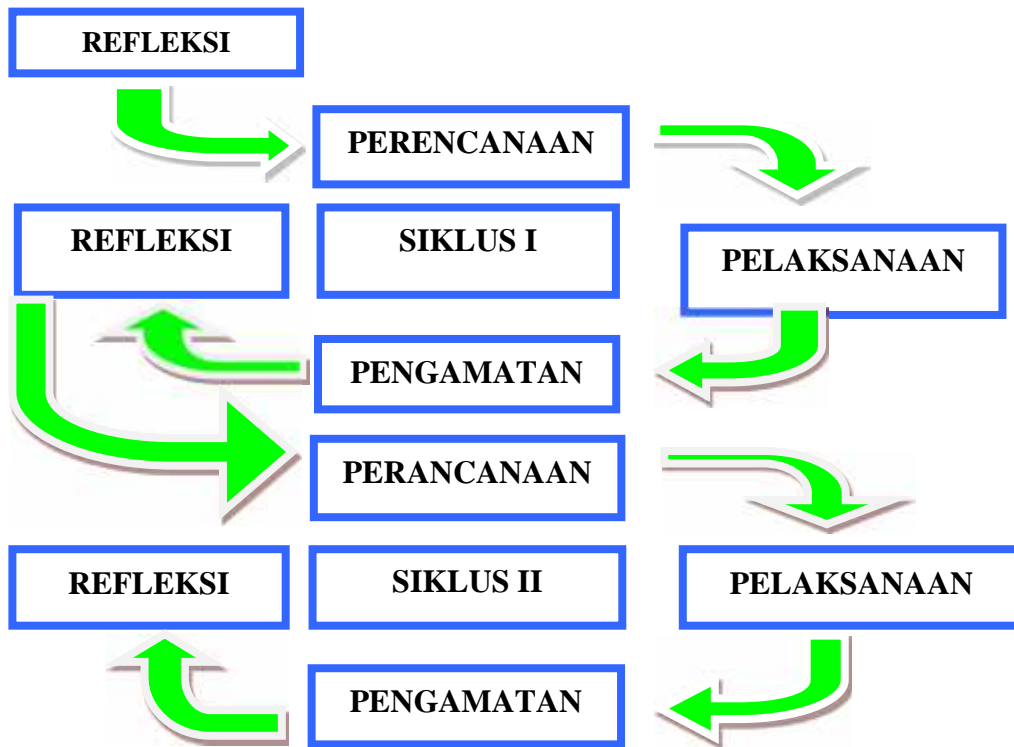 REFLEKSI
PERENCANAAN
REFLEKSI
SIKLUS I
PELAKSANAAN
PENGAMATAN
PERANCANAAN
REFLEKSI
SIKLUS II
PELAKSANAAN
PENGAMATAN